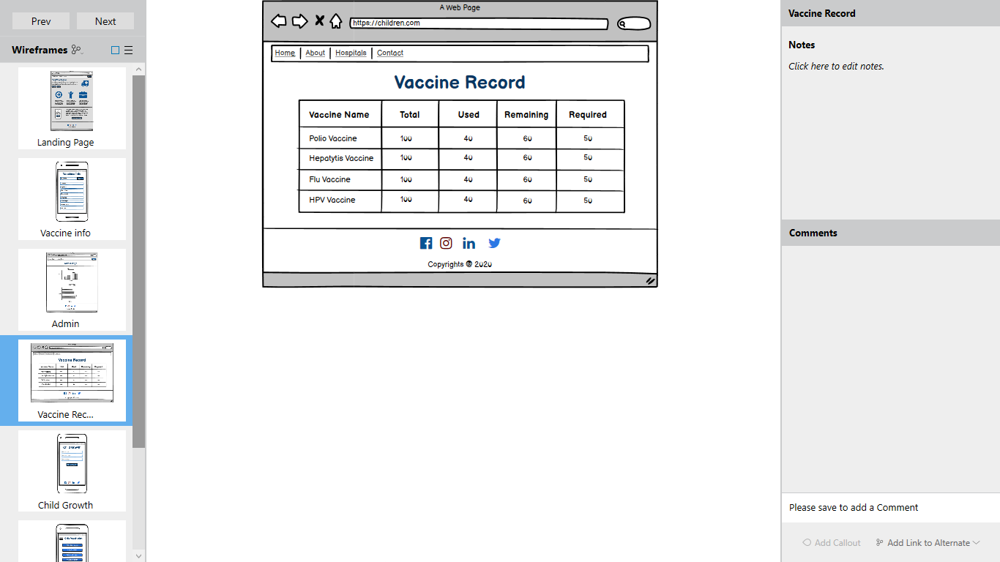 Prev
Next
Wireframes
Landing Page
Vaccine info
Admin
Vaccine Record
Vaccine Rec...
Child Growth
A Web Page
https://children.com
Home About Hospitals Contact
Vaccine Record
Vaccine Name Total Used Remaining Required
Polio Vaccine 100 40 60 50
Hepatytis Vaccine 100 40 60 50
Flu Vaccine 100 40 60 50
HPV Vaccine 100 40 60 50
Copyrights @ 2020
Vaccine Record
Notes
Click here to edit notes.
Comments
Please save to add a Comment
Add Callout
Add Link to Alternate